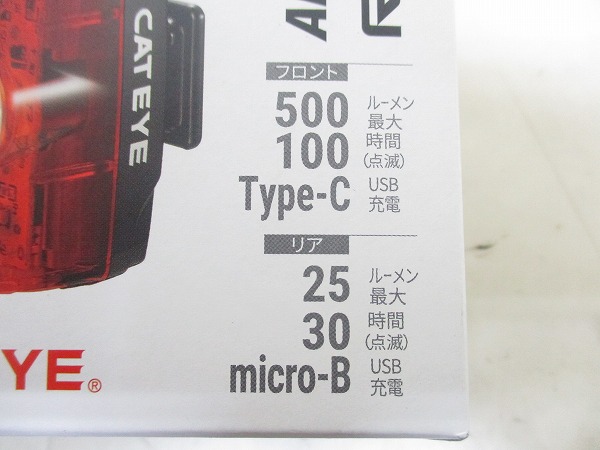 CATEYE
フロント
500 ルーメン
最大
100 時間
(点滅)
Type-C USB
充電
リア
25 ルーメン
最大
30 時間
(点滅)
micro-B USB
充電
YE®